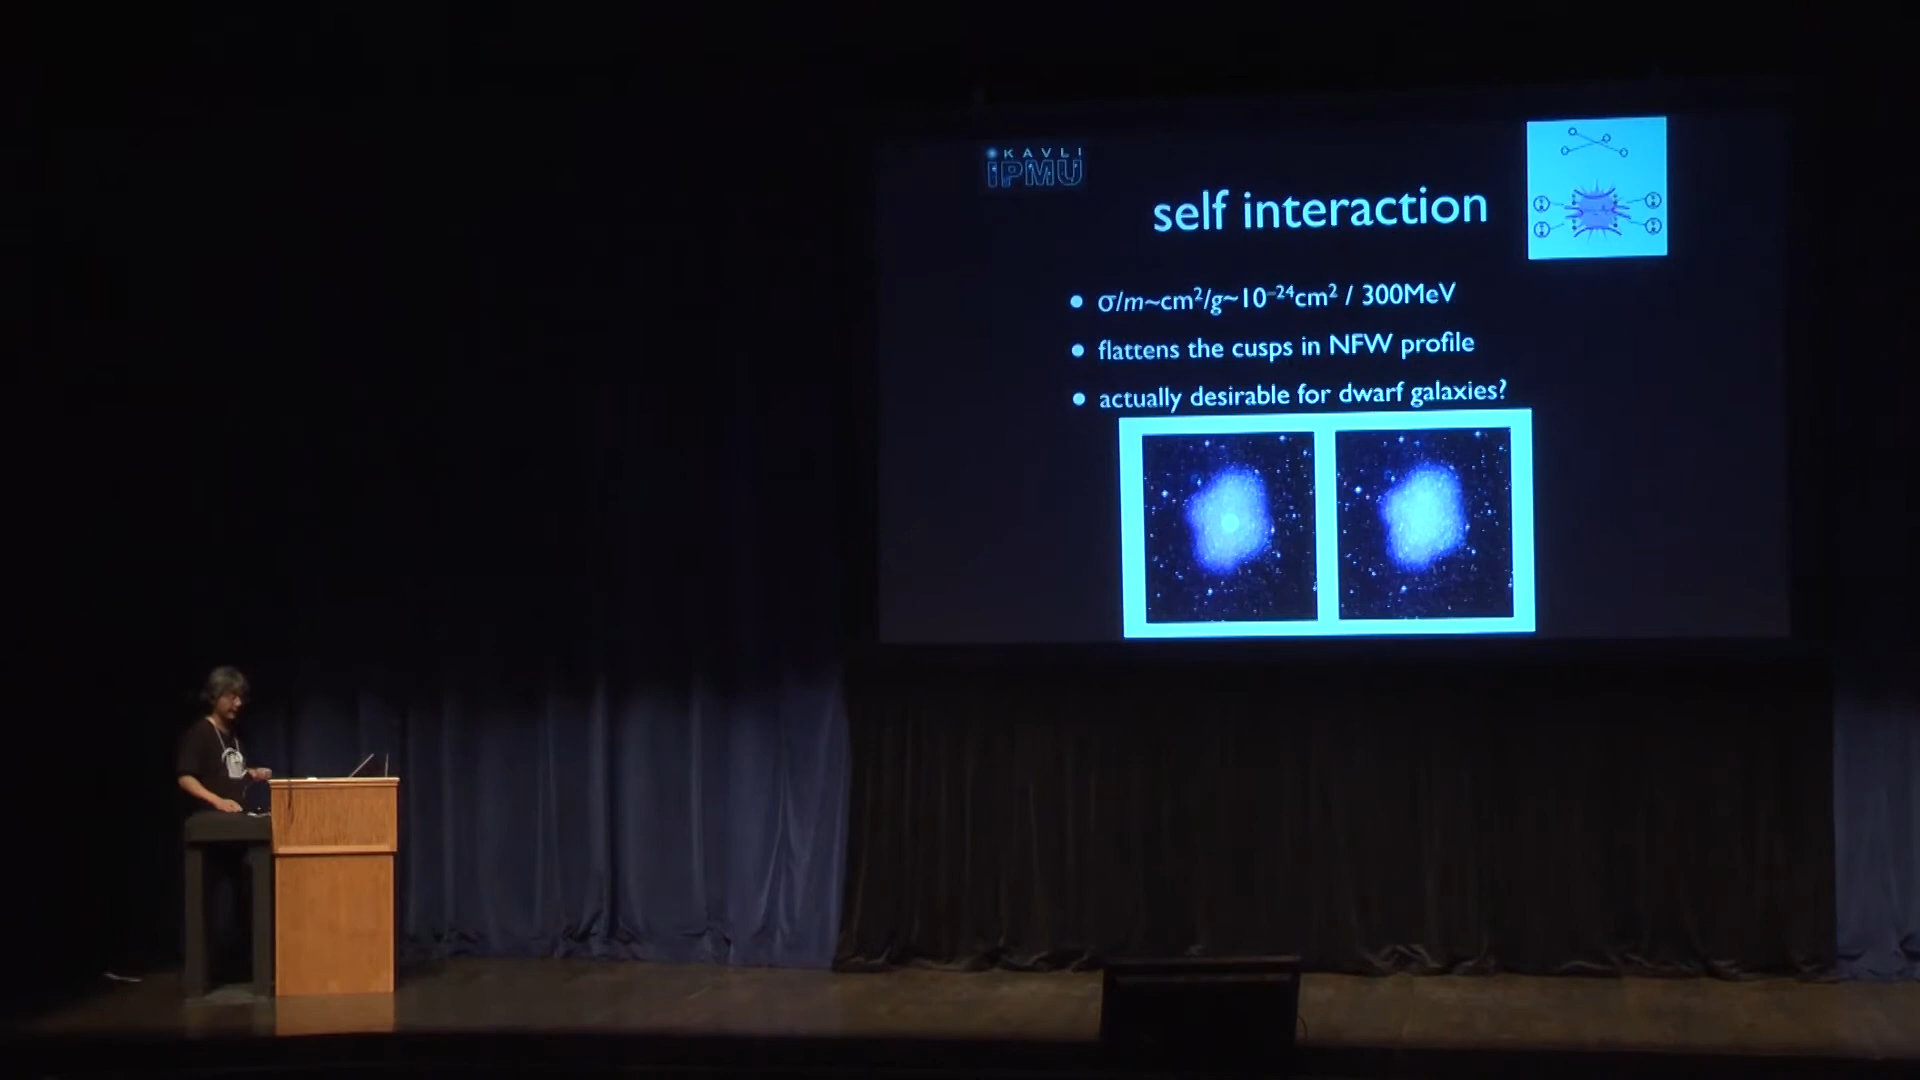 KAVLI
IPMU
self interaction
• σ/m~cm²/g~10⁻²⁴cm² / 300MeV
• flattens the cusps in NFW profile
• actually desirable for dwarf galaxies?